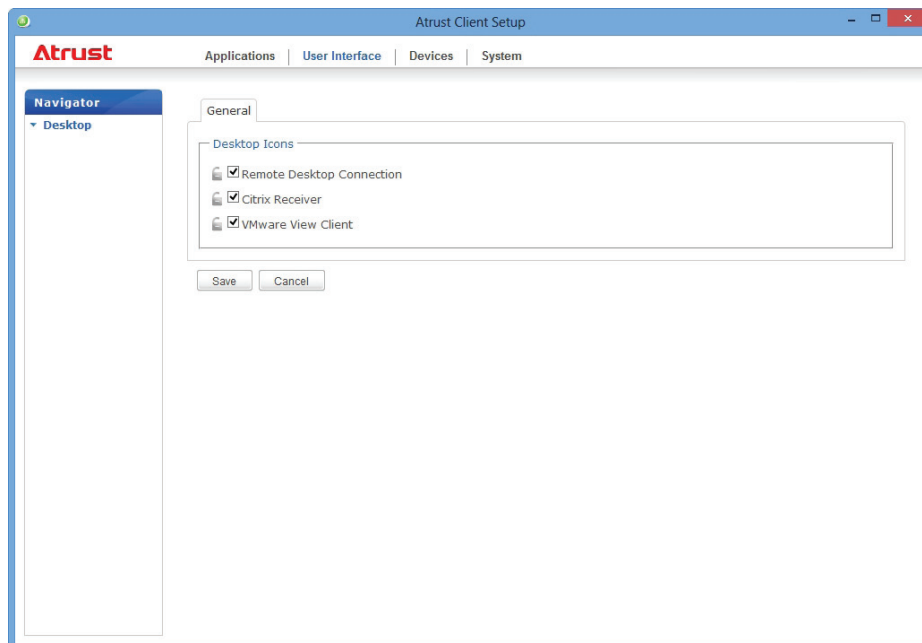 Atrust Client Setup
Atrust
Applications User Interface Devices System
Navigator
Desktop
General
Desktop Icons
Remote Desktop Connection
Citrix Receiver
VMware View Client
Save Cancel